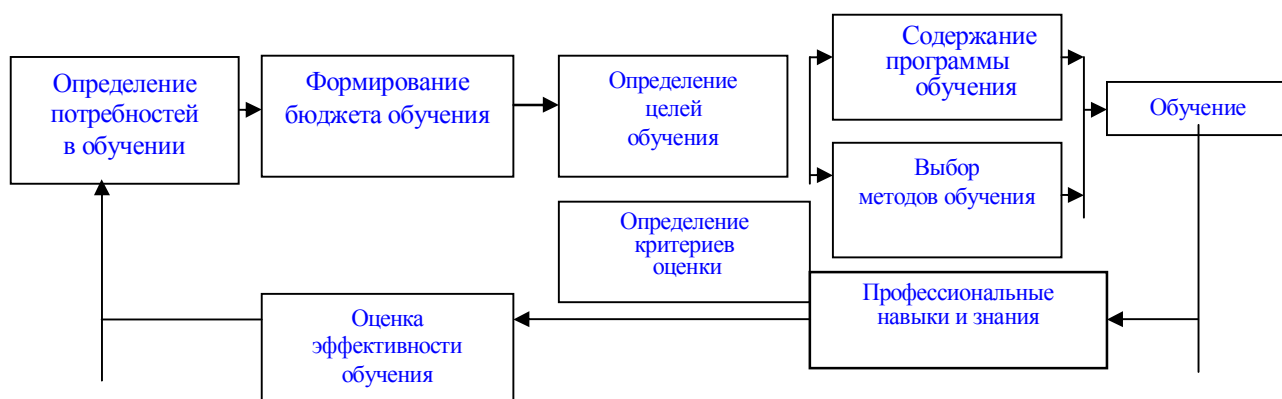 Определение
потребностей
в обучении
Формирование
бюджета обучения
Определение
целей
обучения
Содержание
программы
обучения
Выбор
методов обучения
Обучение
Определение
критериев
оценки
Профессиональные
навыки и знания
Оценка
эффективности
обучения